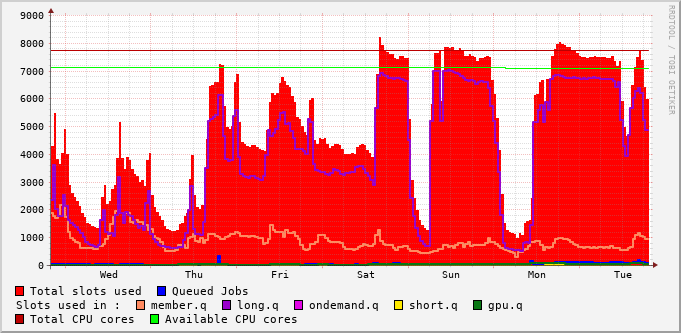 RRDTOOL / TOBI OETIKER
9000
8000
7000
6000
5000
4000
3000
2000
1000
0
Wed Thu Fri Sat Sun Mon Tue
Total slots used Queued Jobs
Slots used in : member.q long.q ondemand.q short.q gpu.q
Total CPU cores Available CPU cores